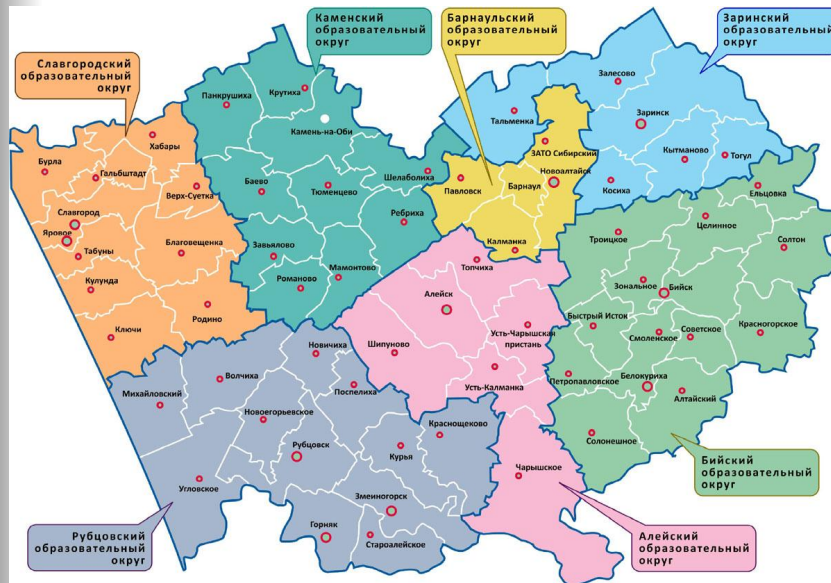 Каменский
образовательный
округ
Барнаульский
образовательный
округ
Заринский
образовательный
округ
Славгородский
образовательный
округ
Панкрушиха
Крутиха
Камень-на-Оби
Хабары
Бурла
Гальбштадт
Верх-Суетка
Славгород
Яровое
Табуны
Благовещенка
Кулунда
Родино
Ключи
Баево
Тюменцево
Шелаболиха
Ребриха
Завьялово
Романово
Мамонтово
Тальменка
Залесово
Заринск
ЗАТО Сибирский
Новоалтайск
Павловск
Барнаул
Калманка
Кытманово
Тогул
Косиха
Ельцовка
Целинное
Троицкое
Солтон
Зональное
Бийск
Быстрый Исток
Смоленское
Советское
Красногорское
Петропавловское
Белокуриха
Алтайский
Солонешное
Топчиха
Алейск
Усть-Чарышская
пристань
Шипуново
Усть-Калманка
Чарышское
Новичиха
Волчиха
Михайловский
Поспелиха
Новоегорьевское
Краснощеково
Рубцовск
Курья
Угловское
Змеиногорск
Горняк
Староалейское
Бийский
образовательный
округ
Рубцовский
образовательный
округ
Алейский
образовательный
округ